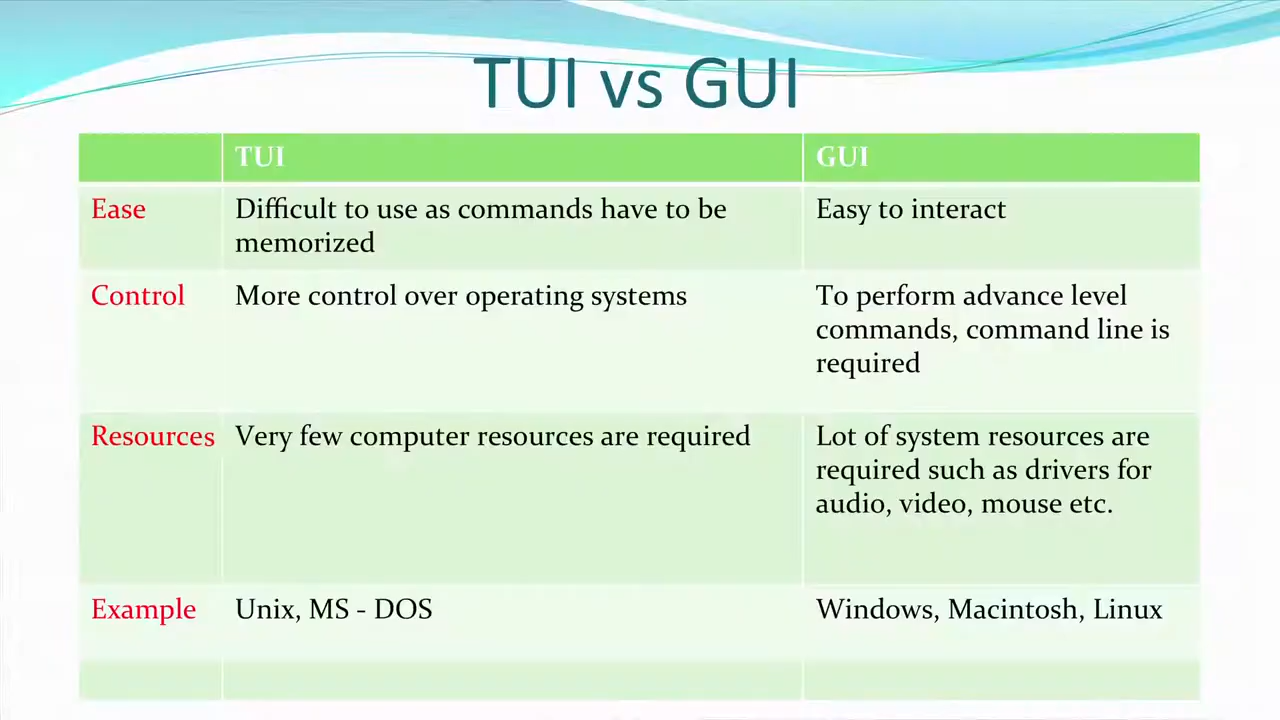 TUI vs GUI
TUI GUI
Ease Difficult to use as commands have to be Easy to interact
memorized
Control More control over operating systems To perform advance level
commands, command line is
required
Resources Very few computer resources are required Lot of system resources are
required such as drivers for
audio, video, mouse etc.
Example Unix, MS - DOS Windows, Macintosh, Linux